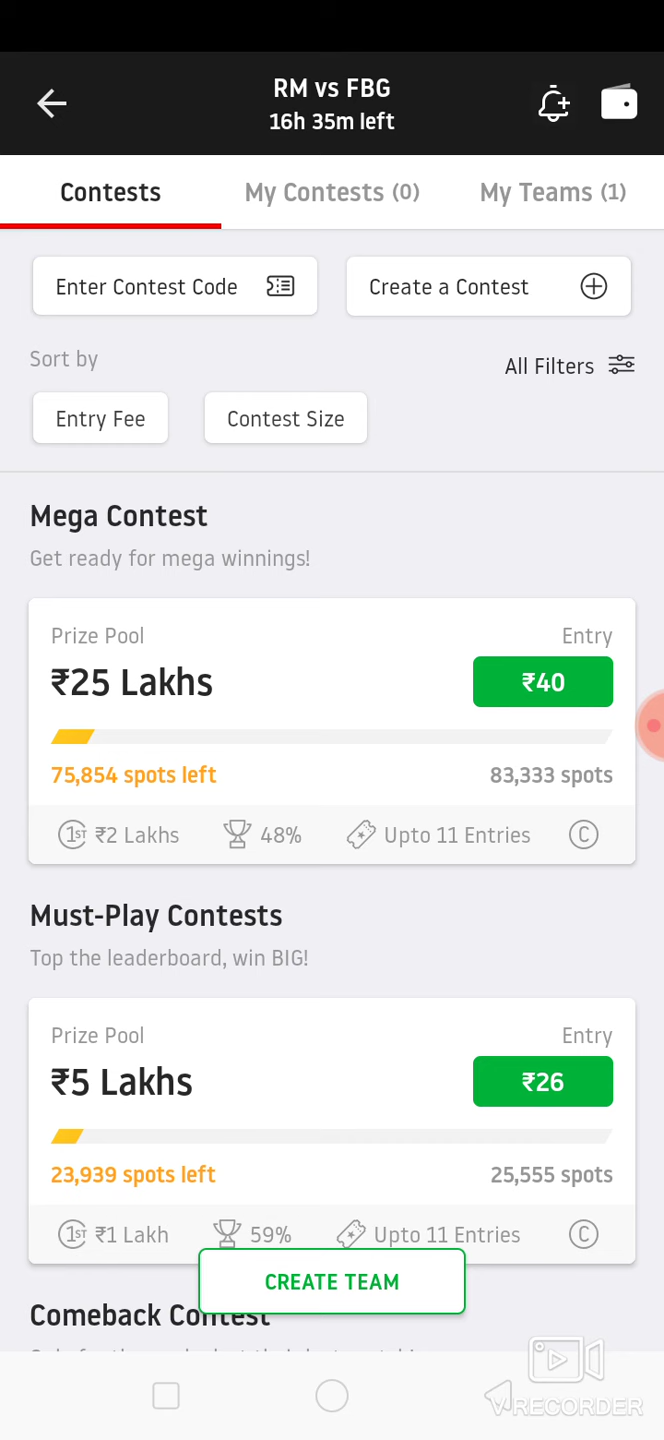 RM vs FBG
16h 35m left
Contests
My Contests (0)
My Teams (1)
Enter Contest Code
Create a Contest
Sort by
All Filters
Entry Fee
Contest Size
Mega Contest
Get ready for mega winnings!
Prize Pool
Entry
₹25 Lakhs
₹40
75,854 spots left
83,333 spots
1ST ₹2 Lakhs
48%
Upto 11 Entries
C
Must-Play Contests
Top the leaderboard, win BIG!
Prize Pool
Entry
₹5 Lakhs
₹26
23,939 spots left
25,555 spots
1ST ₹1 Lakh
59%
Upto 11 Entries
C
CREATE TEAM
Comeback Contest
VRECORDER